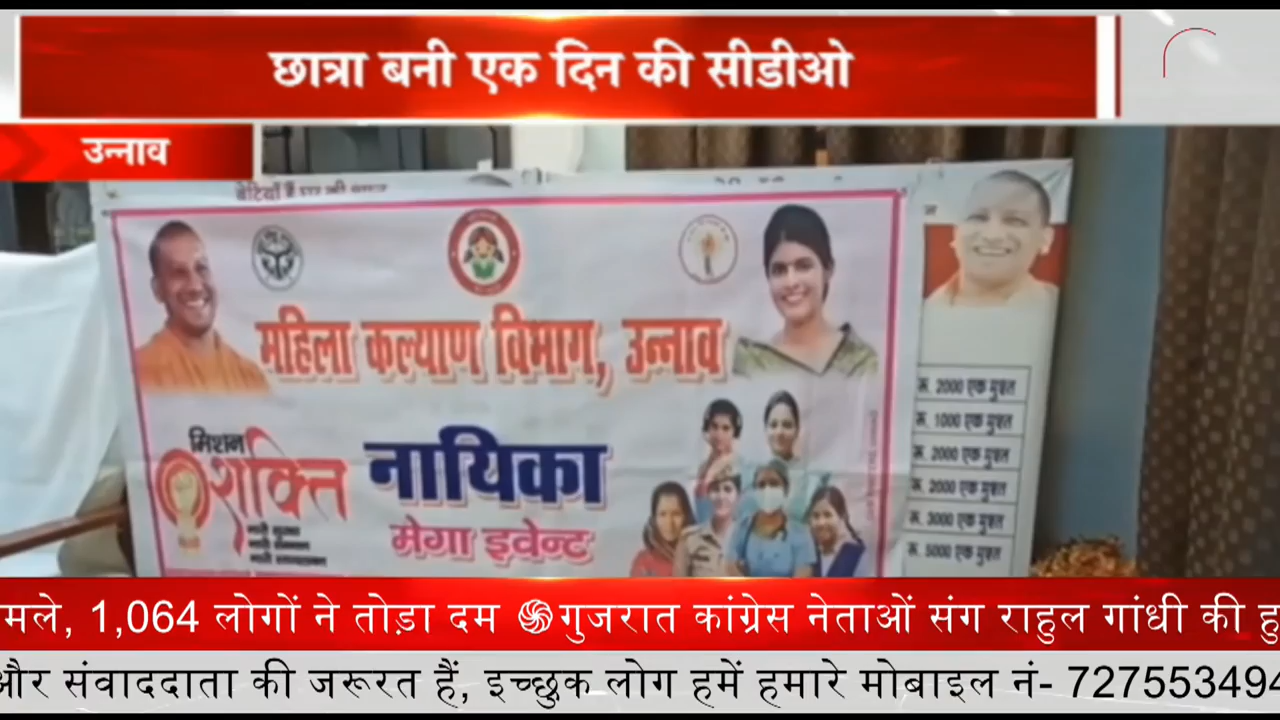 छात्रा बनी एक दिन की सीडीओ
उन्नाव
महिला कल्याण विभाग, उन्नाव
मिशन
शक्ति
नायिका
मेगा इवेन्ट
रू. 2000 एक मुश्त
रू. 1000 एक मुश्त
रू. 2000 एक मुश्त
रू. 2000 एक मुश्त
रू. 3000 एक मुश्त
रू. 5000 एक मुश्त
मले, 1,064 लोगों ने तोड़ा दम गुजरात कांग्रेस नेताओं संग राहुल गांधी की हु
और संवाददाता की जरूरत हैं, इच्छुक लोग हमें हमारे मोबाइल नं- 727553494